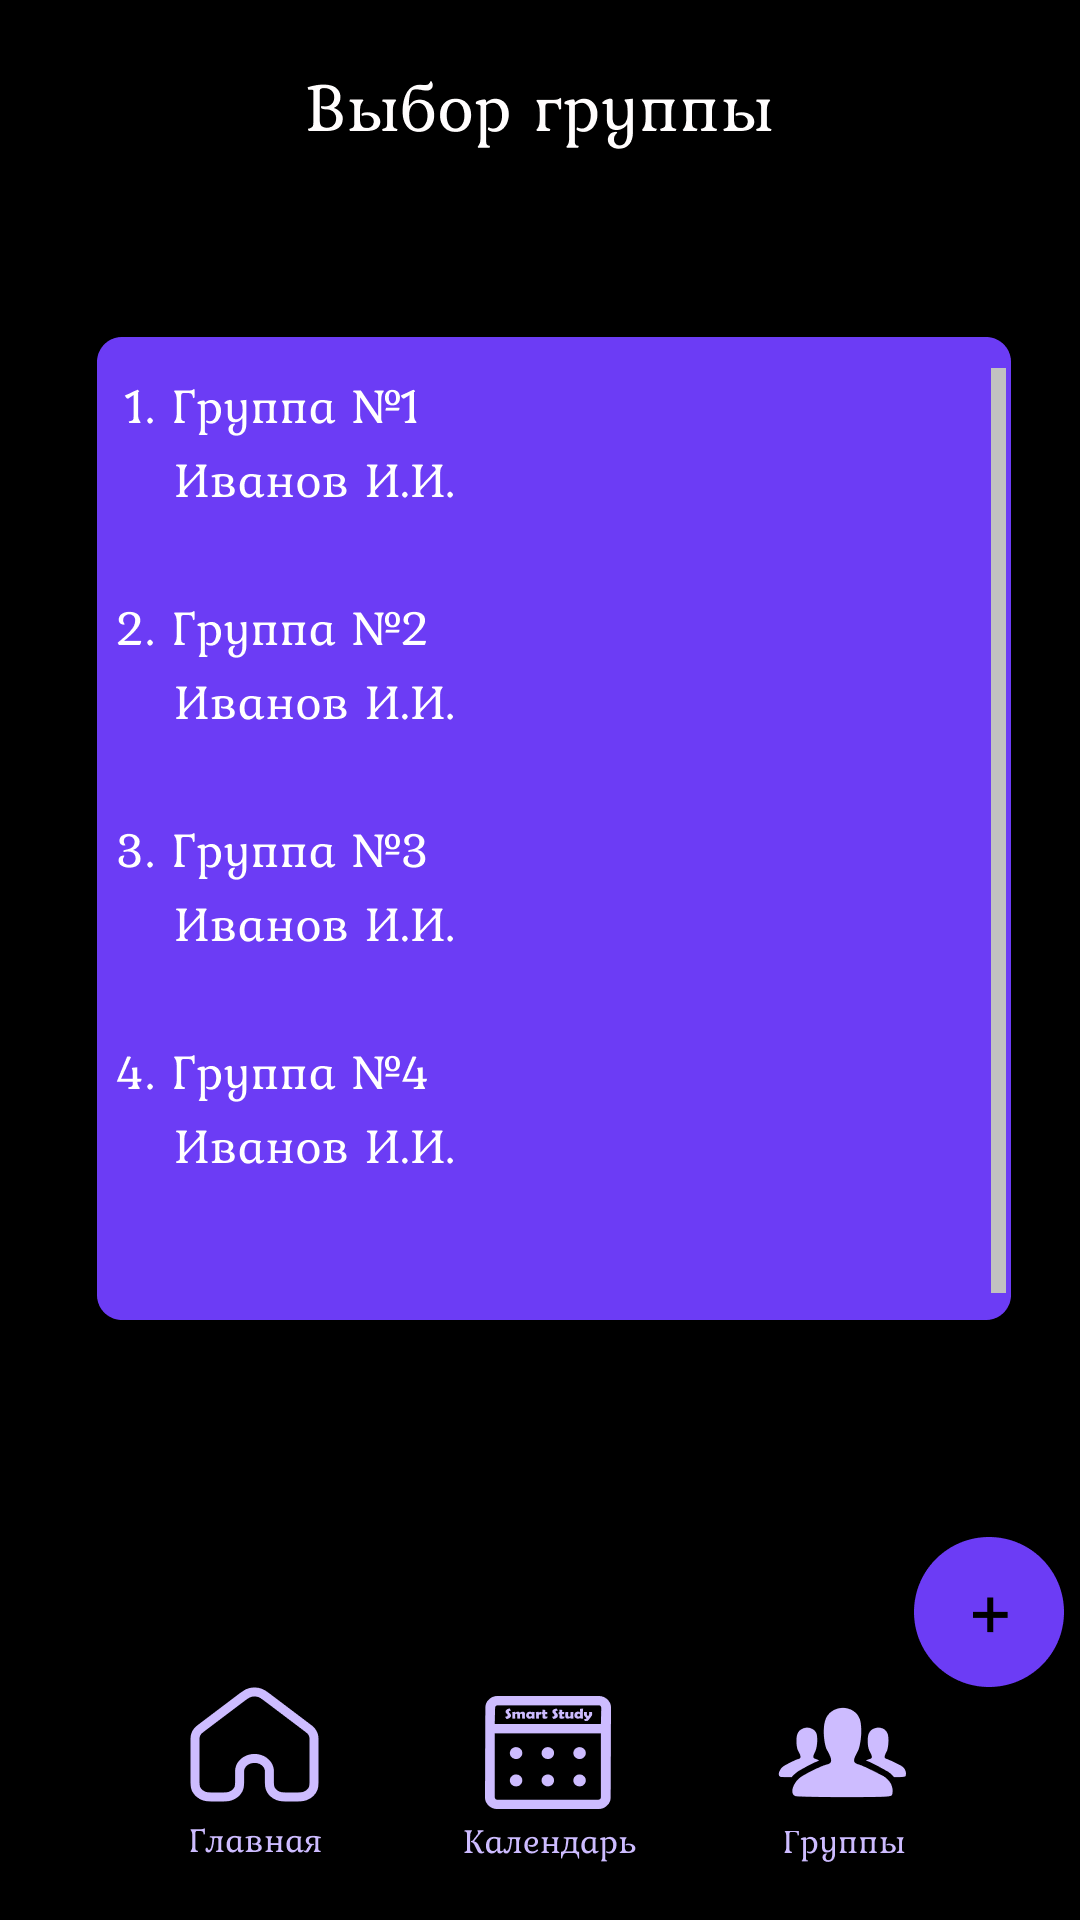 Выбор группы
1. Группа №1
Иванов И.И.
2. Группа №2
Иванов И.И.
3. Группа №3
Иванов И.И.
4. Группа №4
Иванов И.И.
+
Smart Study
Главная Календарь Группы